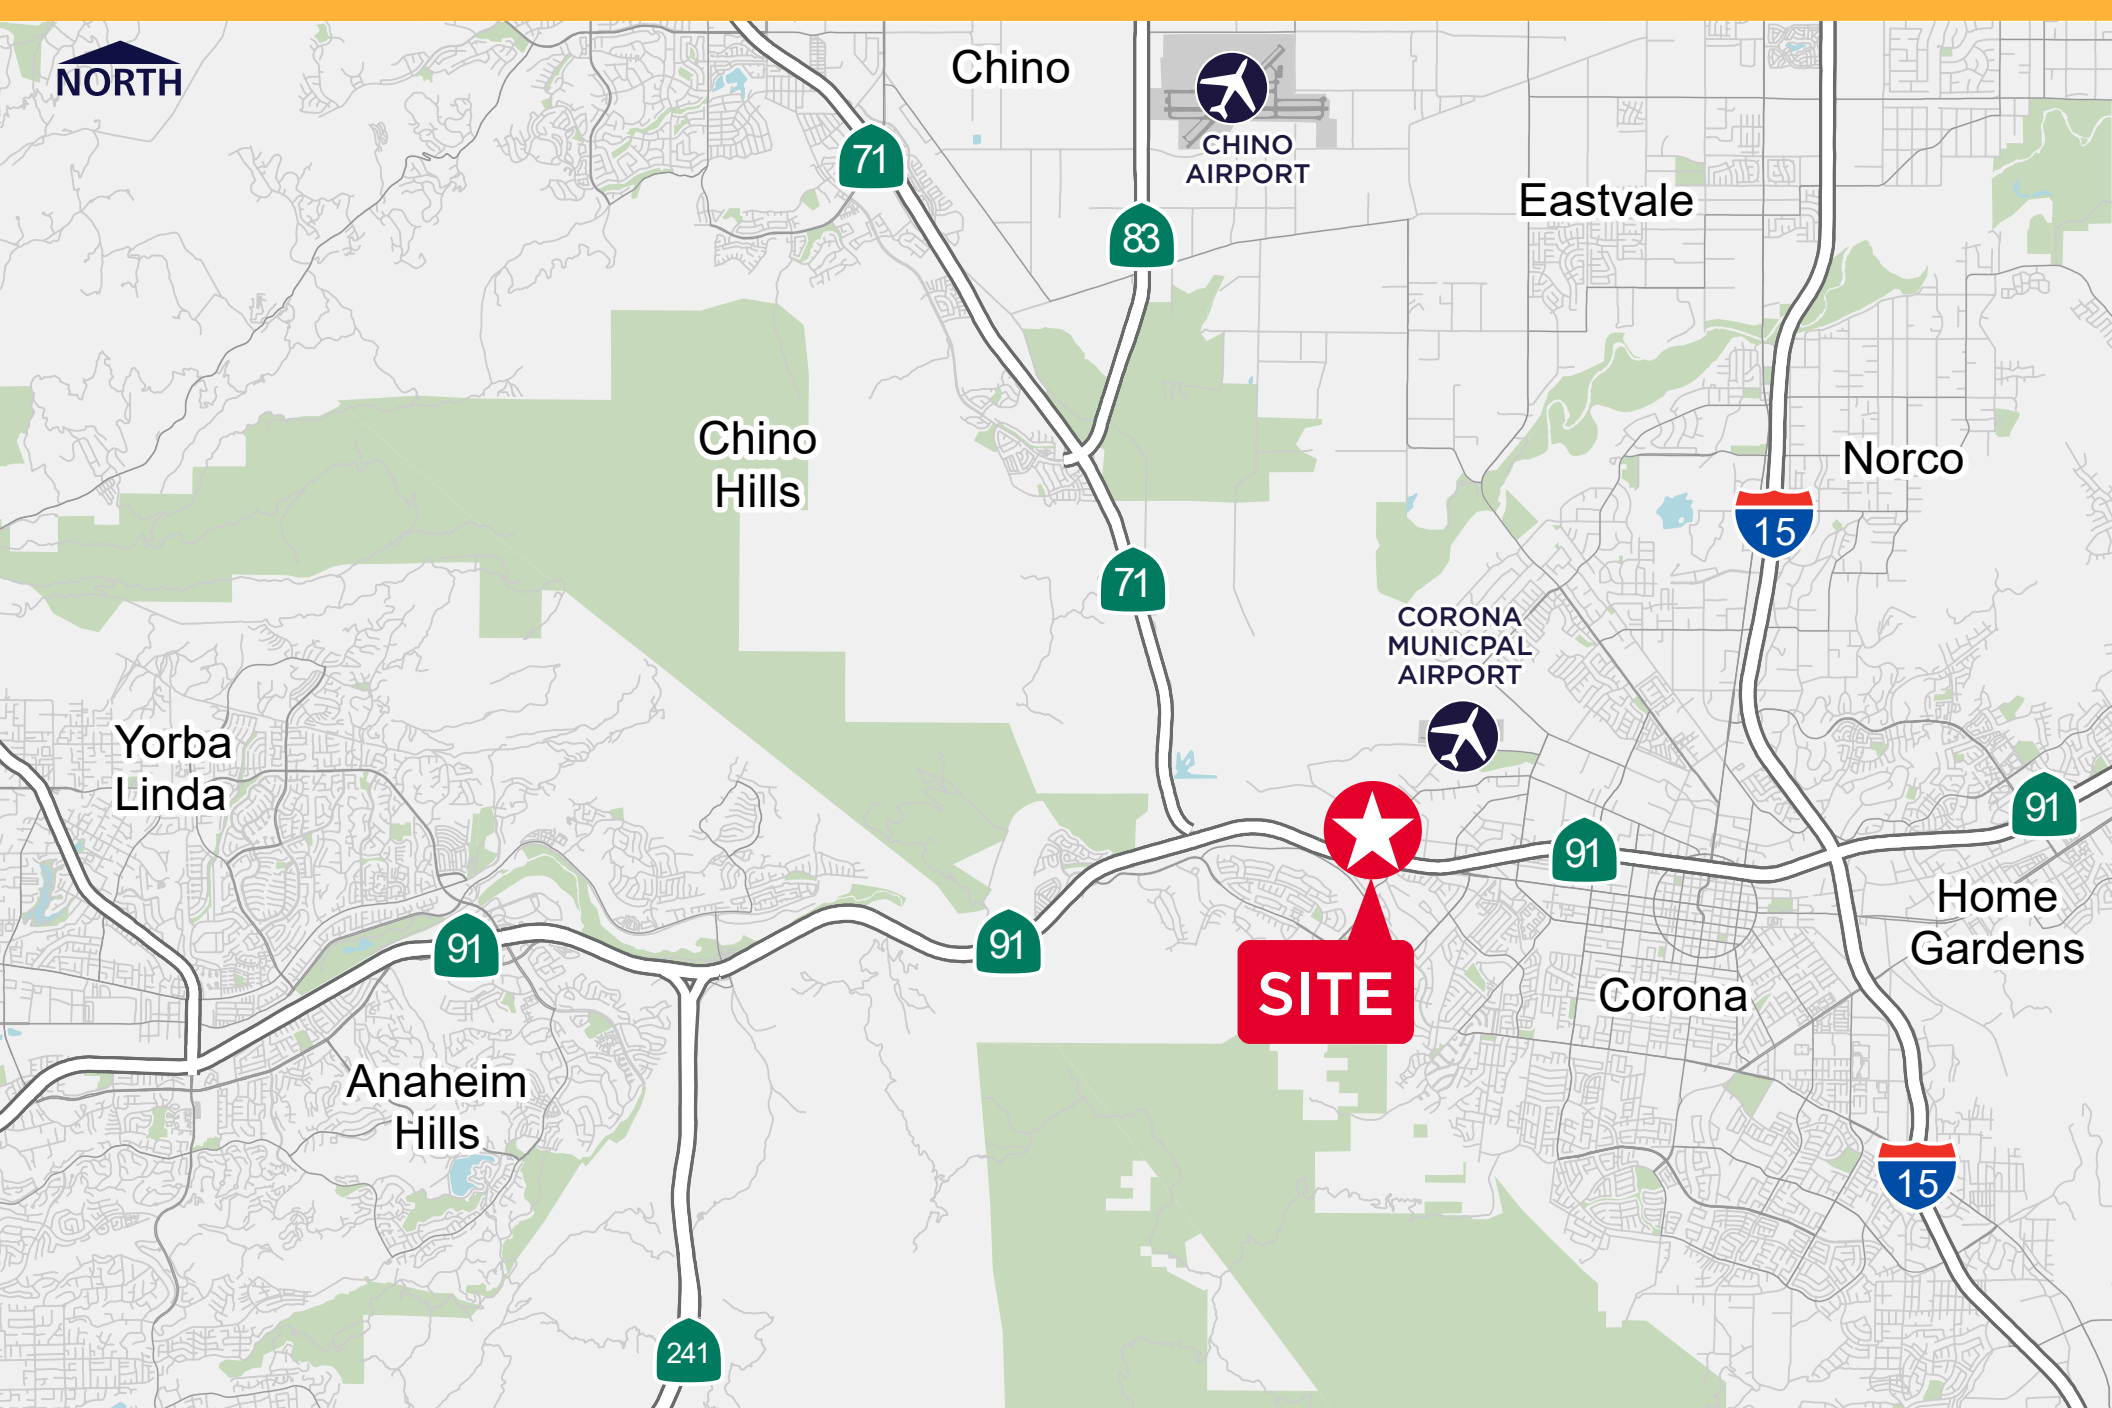 NORTH
Chino
CHINO
AIRPORT
71
83
Eastvale
Chino
Hills
Norco
15
71
CORONA
MUNICPAL
AIRPORT
Yorba
Linda
91
91
91
91
Home
Gardens
SITE
Corona
Anaheim
Hills
15
241